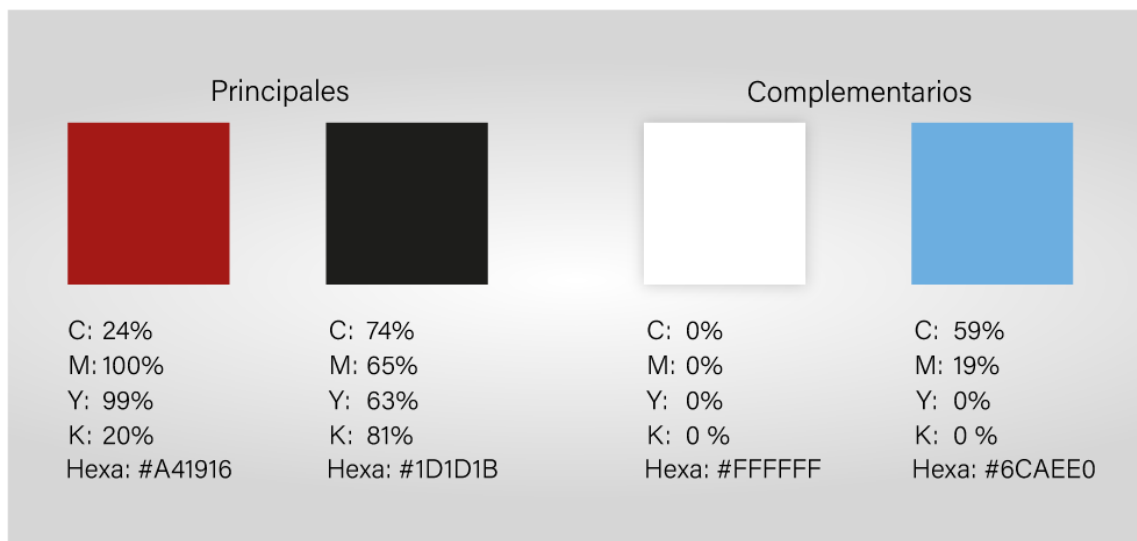 Principales
Complementarios
C: 24%
M: 100%
Y: 99%
K: 20%
Hexa: #A41916
C: 74%
M: 65%
Y: 63%
K: 81%
Hexa: #1D1D1B
C: 0%
M: 0%
Y: 0%
K: 0 %
Hexa: #FFFFFF
C: 59%
M: 19%
Y: 0%
K: 0 %
Hexa: #6CAEE0